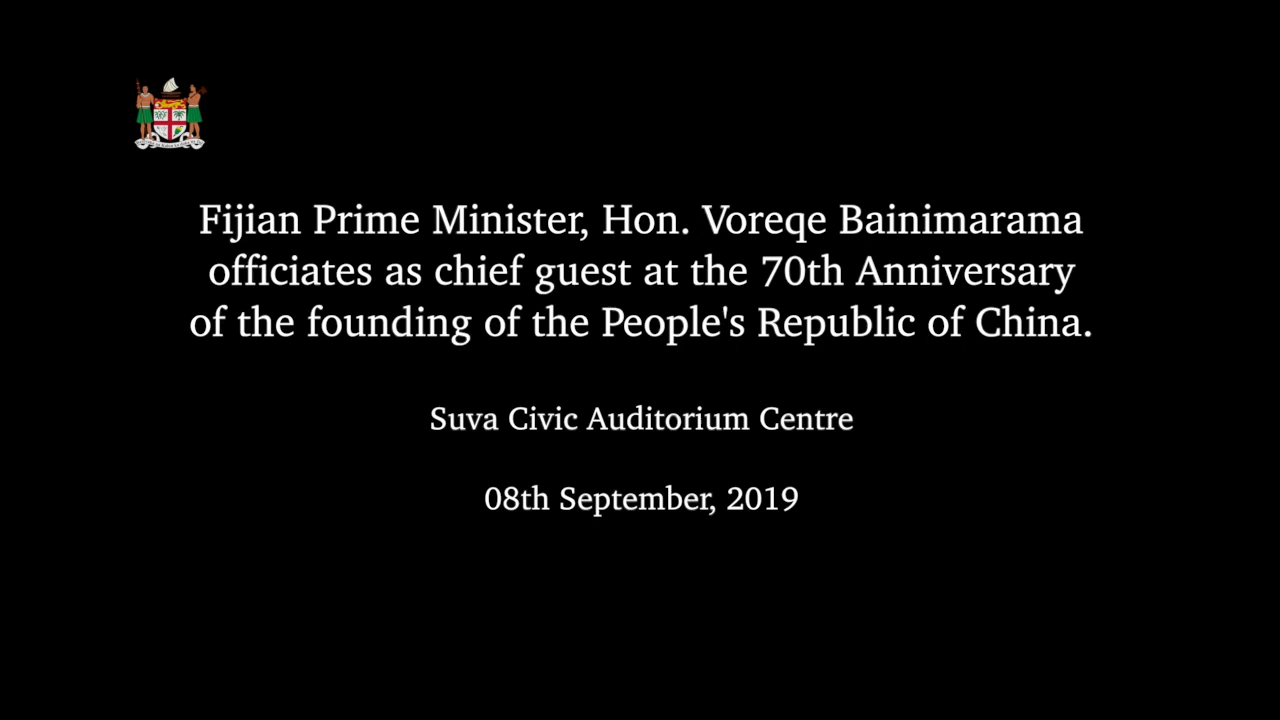 Fijian Prime Minister, Hon. Voreqe Bainimarama
officiates as chief guest at the 70th Anniversary
of the founding of the People's Republic of China.
Suva Civic Auditorium Centre
08th September, 2019